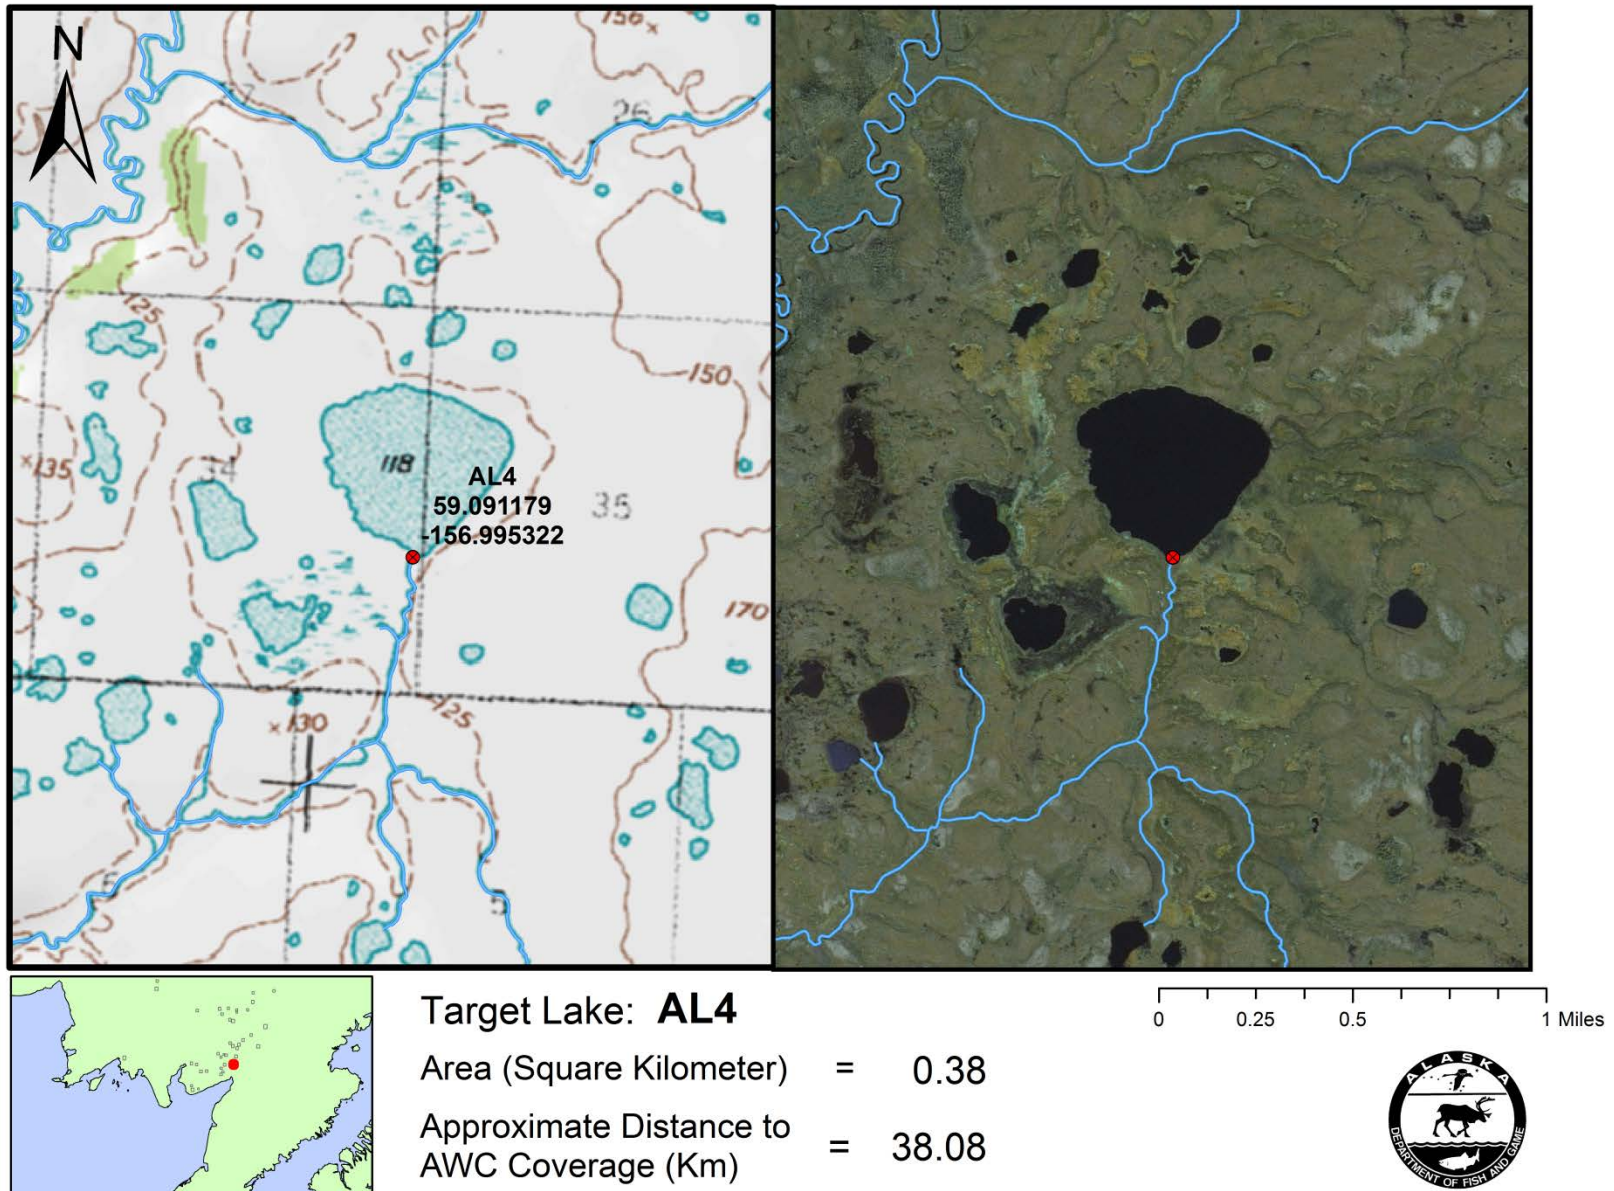 N
156×
27
26
125
150
×135
34
118
AL4
59.091179
-156.995322
35
170
×130
125
3
Target Lake: AL4
Area (Square Kilometer) = 0.38
Approximate Distance to
AWC Coverage (Km) = 38.08
0 0.25 0.5 1 Miles
ALASKA
DEPARTMENT OF FISH AND GAME